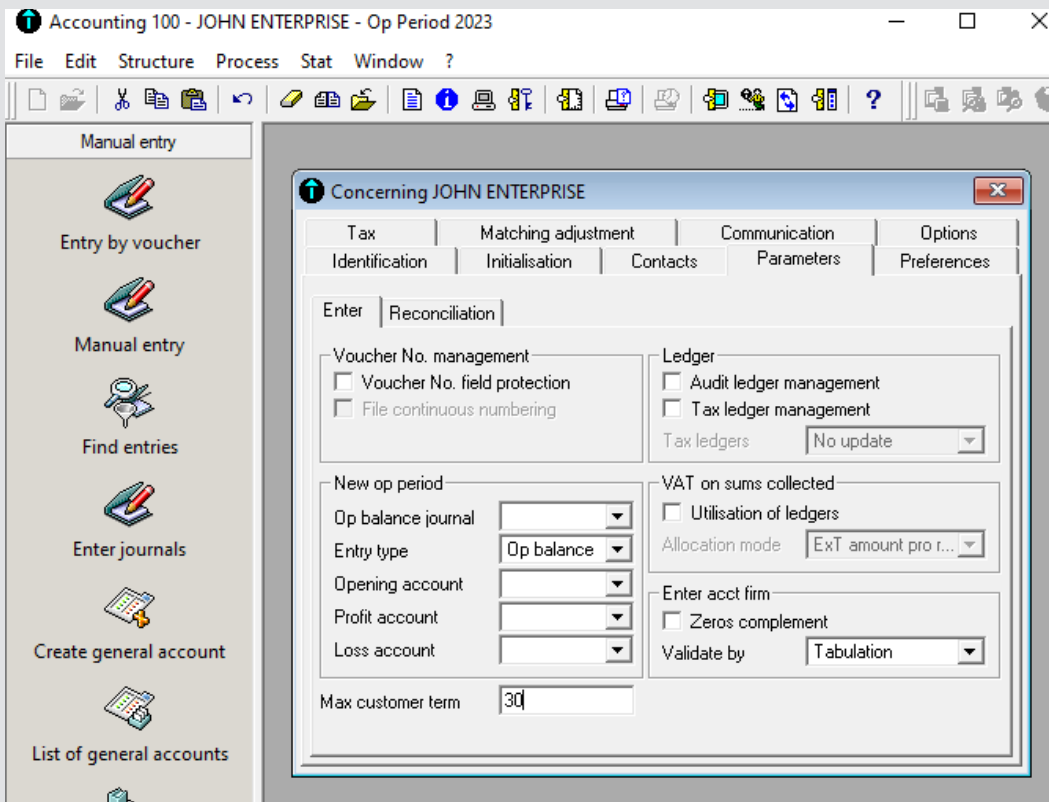 Accounting 100 - JOHN ENTERPRISE - Op Period 2023
File Edit Structure Process Stat Window ?
Manual entry
Entry by voucher
Manual entry
Find entries
Enter journals
Create general account
List of general accounts
Concerning JOHN ENTERPRISE
Tax Matching adjustment Communication Options
Identification Initialisation Contacts Parameters Preferences
Enter Reconciliation
Voucher No. management
Voucher No. field protection
File continuous numbering
Ledger
Audit ledger management
Tax ledger management
Tax ledgers No update
New op period
Op balance journal
Entry type Op balance
Opening account
Profit account
Loss account
VAT on sums collected
Utilisation of ledgers
Allocation mode ExT amount pro r...
Enter acct firm
Zeros complement
Validate by Tabulation
Max customer term 30